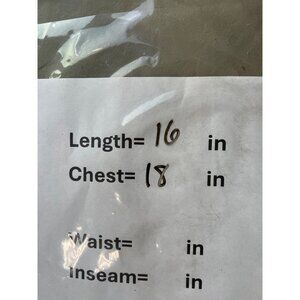 Length= 16 in
Chest= 18 in
Waist= in
Inseam= in